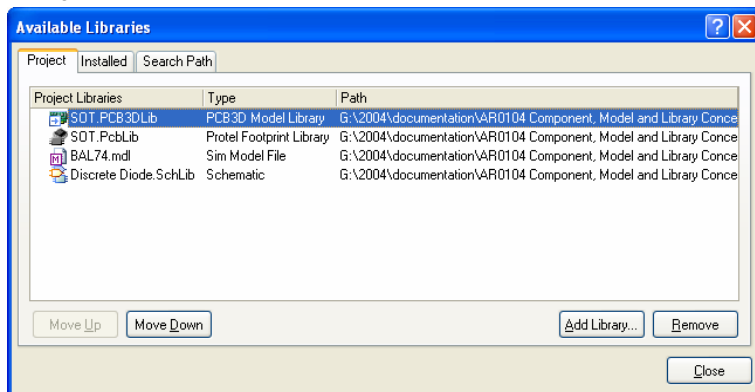 Available Libraries
Project Installed Search Path
Project Libraries Type Path
SOT.PCB3DLib PCB3D Model Library G:\2004\documentation\AR0104 Component, Model and Library Conce
SOT.PcbLib Protel Footprint Library G:\2004\documentation\AR0104 Component, Model and Library Conce
BAL74.mdl Sim Model File G:\2004\documentation\AR0104 Component, Model and Library Conce
Discrete Diode.SchLib Schematic G:\2004\documentation\AR0104 Component, Model and Library Conce
Move Up Move Down Add Library... Remove
Close